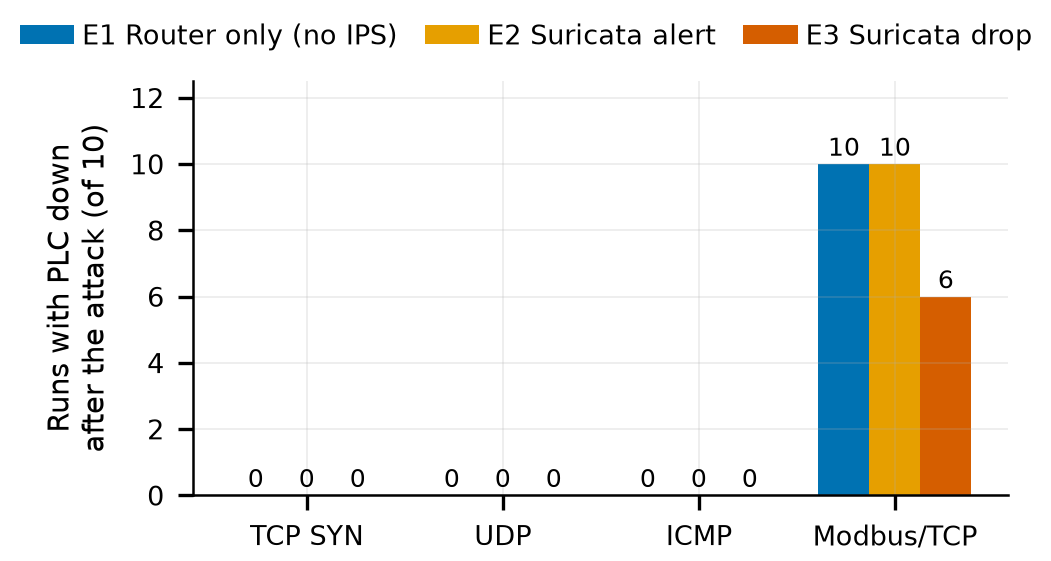 E1 Router only (no IPS) E2 Suricata alert E3 Suricata drop
Runs with PLC down
after the attack (of 10)
12
10
8
6
4
2
0
0 0 0 0 0 0 0 0 0 10 10 6
TCP SYN UDP ICMP Modbus/TCP